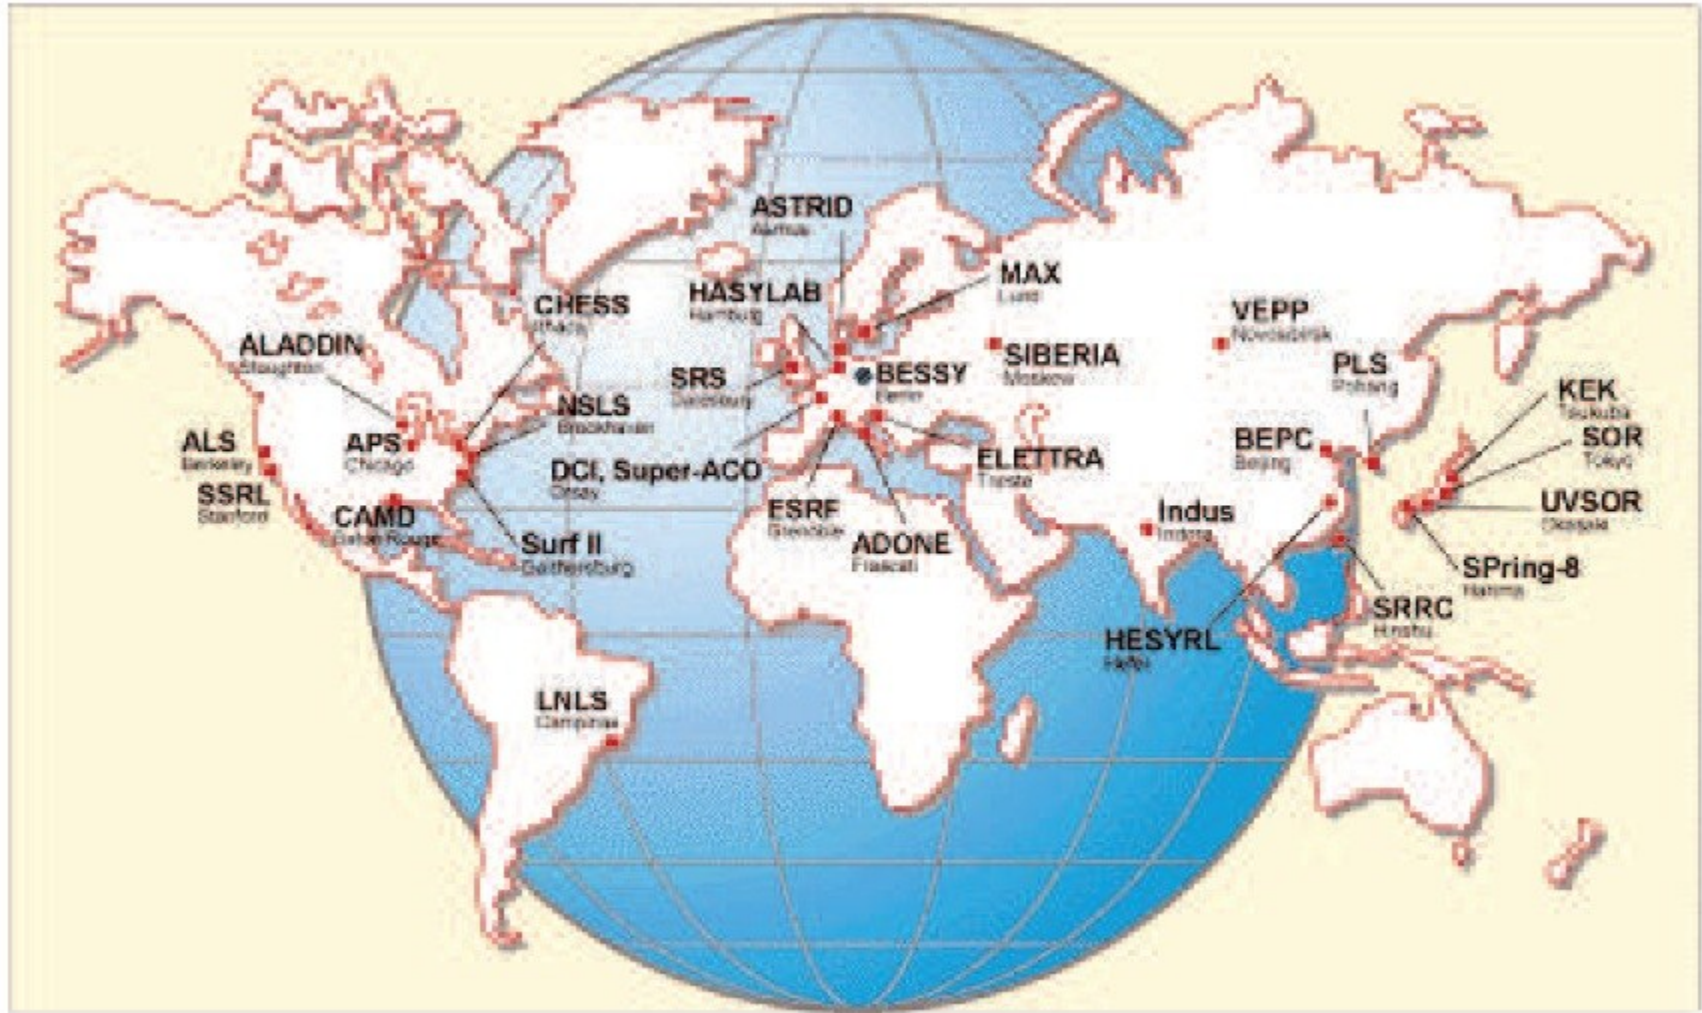 ASTRID
Aarhus
MAX
Lund
HASYLAB
Hamburg
CHESS
Ithaca
VEPP
Novosibirsk
ALADDIN
Stoughton
SIBERIA
Moskow
PLS
Pohang
SRS
Daresbury
BESSY
Berlin
KEK
Tsukuba
NSLS
Brookhaven
ALS
Berkeley
APS
Chicago
BEPC
Beijing
SOR
Tokyo
DCI, Super-ACO
Orsay
ELETTRA
Trieste
SSRL
Stanford
CAMD
Baton Rouge
ESRF
Grenoble
Indus
Indore
UVSOR
Okasaki
Surf II
Gaithersburg
ADONE
Frascati
SPring-8
SRRC
HESYRL
Hefei
LNLS
Campinas